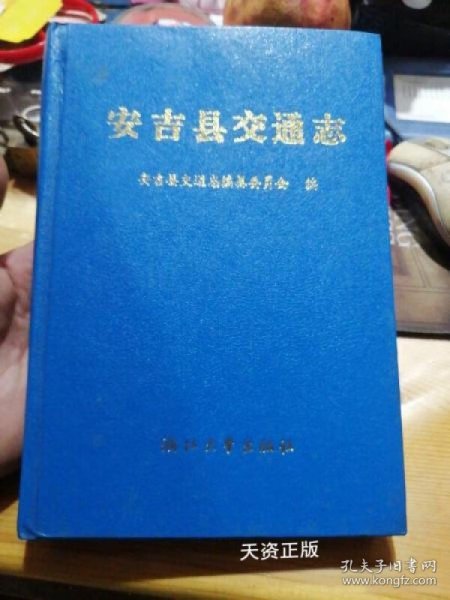 安吉县交通志
安吉县交通志编纂委员会 编
浙江大学出版社
天资正版
孔夫子旧书网
www.kongfz.com